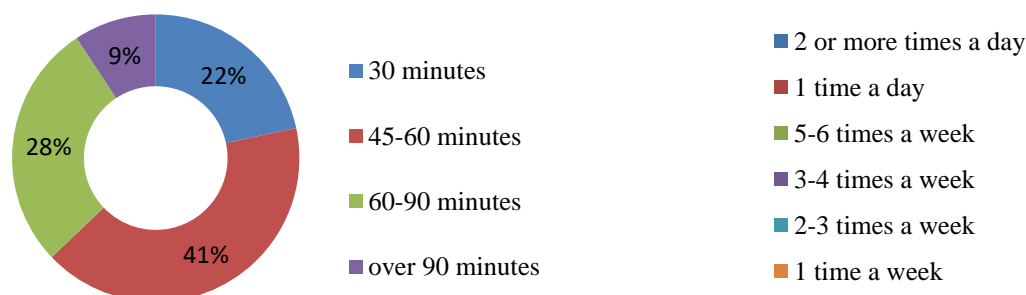 9%
22%
28%
41%
30 minutes
45-60 minutes
60-90 minutes
over 90 minutes
2 or more times a day
1 time a day
5-6 times a week
3-4 times a week
2-3 times a week
1 time a week